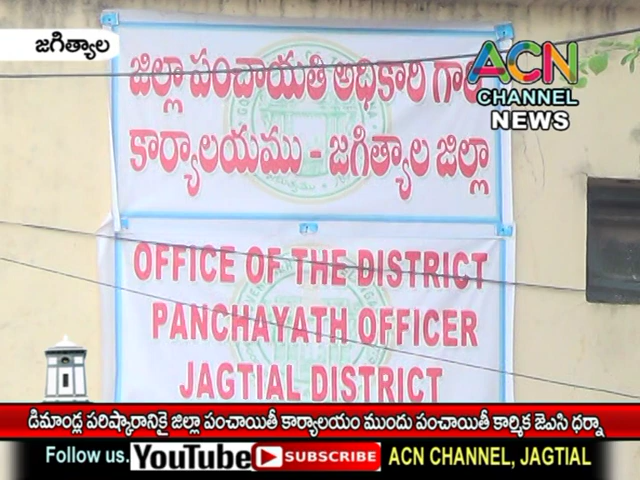 జగిత్యాల
జిల్లా పంచాయతి అధికారి గారి
కార్యాలయము - జగిత్యాల జిల్లా
ACN
CHANNEL
NEWS
OFFICE OF THE DISTRICT
PANCHAYATH OFFICER
JAGTIAL DISTRICT
డిమాండ్ల పరిష్కారానికై జిల్లా పంచాయితీ కార్యాలయం ముందు పంచాయితీ కార్మిక జెఎసి ధర్నా
Follow us. YouTube SUBSCRIBE ACN CHANNEL, JAGTIAL